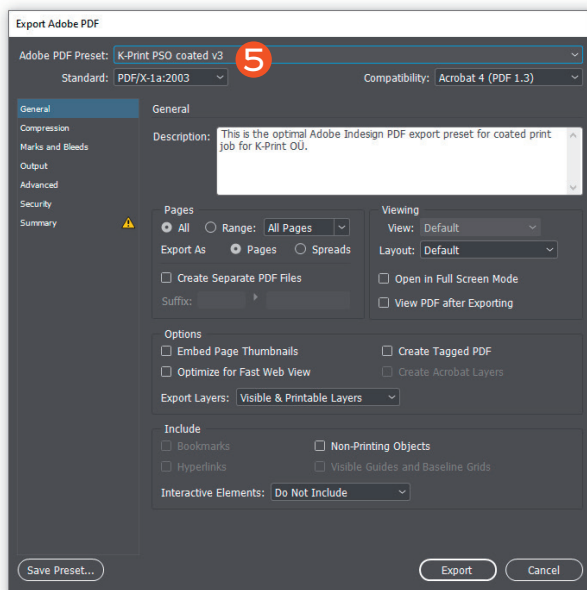 Export Adobe PDF
Adobe PDF Preset: K-Print PSO coated v3
5
Standard: PDF/X-1a:2003 Compatibility: Acrobat 4 (PDF 1.3)
General
Compression
Marks and Bleeds
Output
Advanced
Security
Summary
General
Description: This is the optimal Adobe Indesign PDF export preset for coated print
job for K-Print OÜ.
Pages
All Range: All Pages
Export As Pages Spreads
Create Separate PDF Files
Suffix:
Viewing
View: Default
Layout: Default
Open in Full Screen Mode
View PDF after Exporting
Options
Embed Page Thumbnails Create Tagged PDF
Optimize for Fast Web View Create Acrobat Layers
Export Layers: Visible & Printable Layers
Include
Bookmarks Non-Printing Objects
Hyperlinks Visible Guides and Baseline Grids
Interactive Elements: Do Not Include
Save Preset... Export Cancel